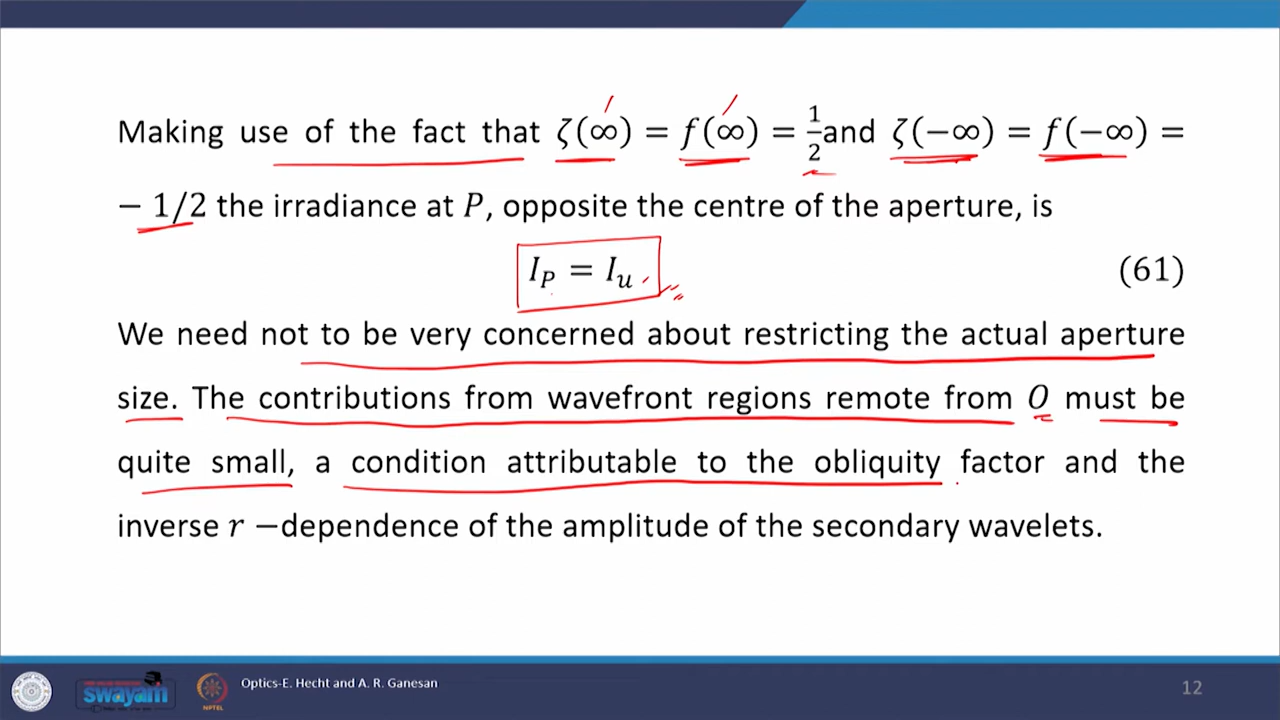 Making use of the fact that ζ(∞) = f(∞) = 1/2 and ζ(−∞) = f(−∞) =
− 1/2 the irradiance at P, opposite the centre of the aperture, is
I_P = I_u (61)
We need not to be very concerned about restricting the actual aperture
size. The contributions from wavefront regions remote from O must be
quite small, a condition attributable to the obliquity factor and the
inverse r −dependence of the amplitude of the secondary wavelets.
swayam
NPTEL
Optics-E. Hecht and A. R. Ganesan
12